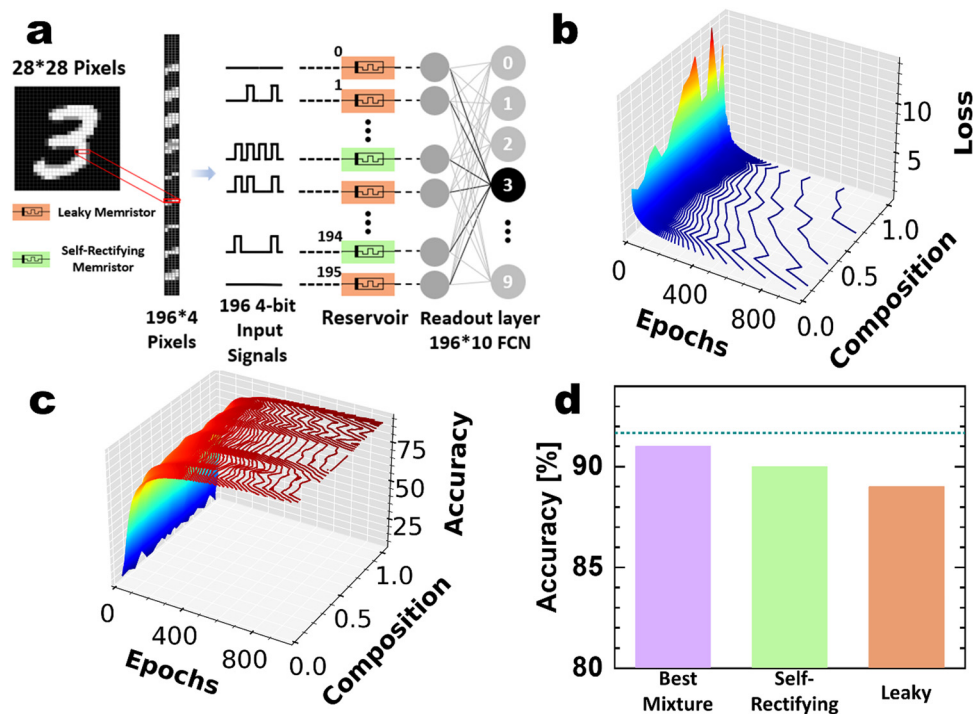 a
28*28 Pixels
Leaky Memristor
Self-Rectifying
Memristor
196*4
Pixels
196 4-bit
Input
Signals
0
1
194
195
Reservoir
0
1
2
3
9
Readout layer
196*10 FCN
b
Loss
10
5
0
400
800
Epochs
0.0
0.5
1.0
Composition
c
Accuracy
75
50
25
0
400
800
Epochs
0.0
0.5
1.0
Composition
d
Accuracy [%]
90
85
80
Best
Mixture
Self-
Rectifying
Leaky